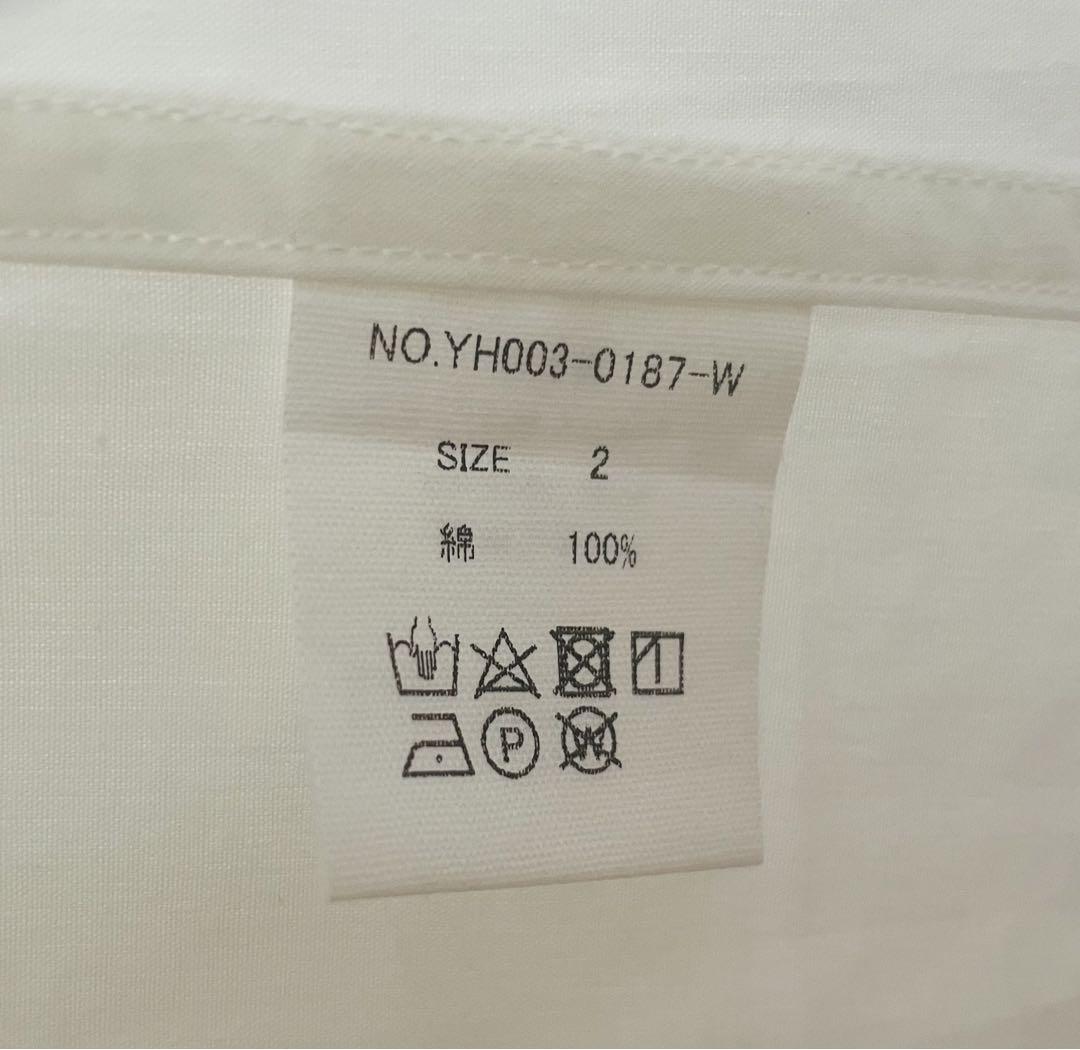 NO.YH003-0187-W
SIZE 2
綿 100%
P W